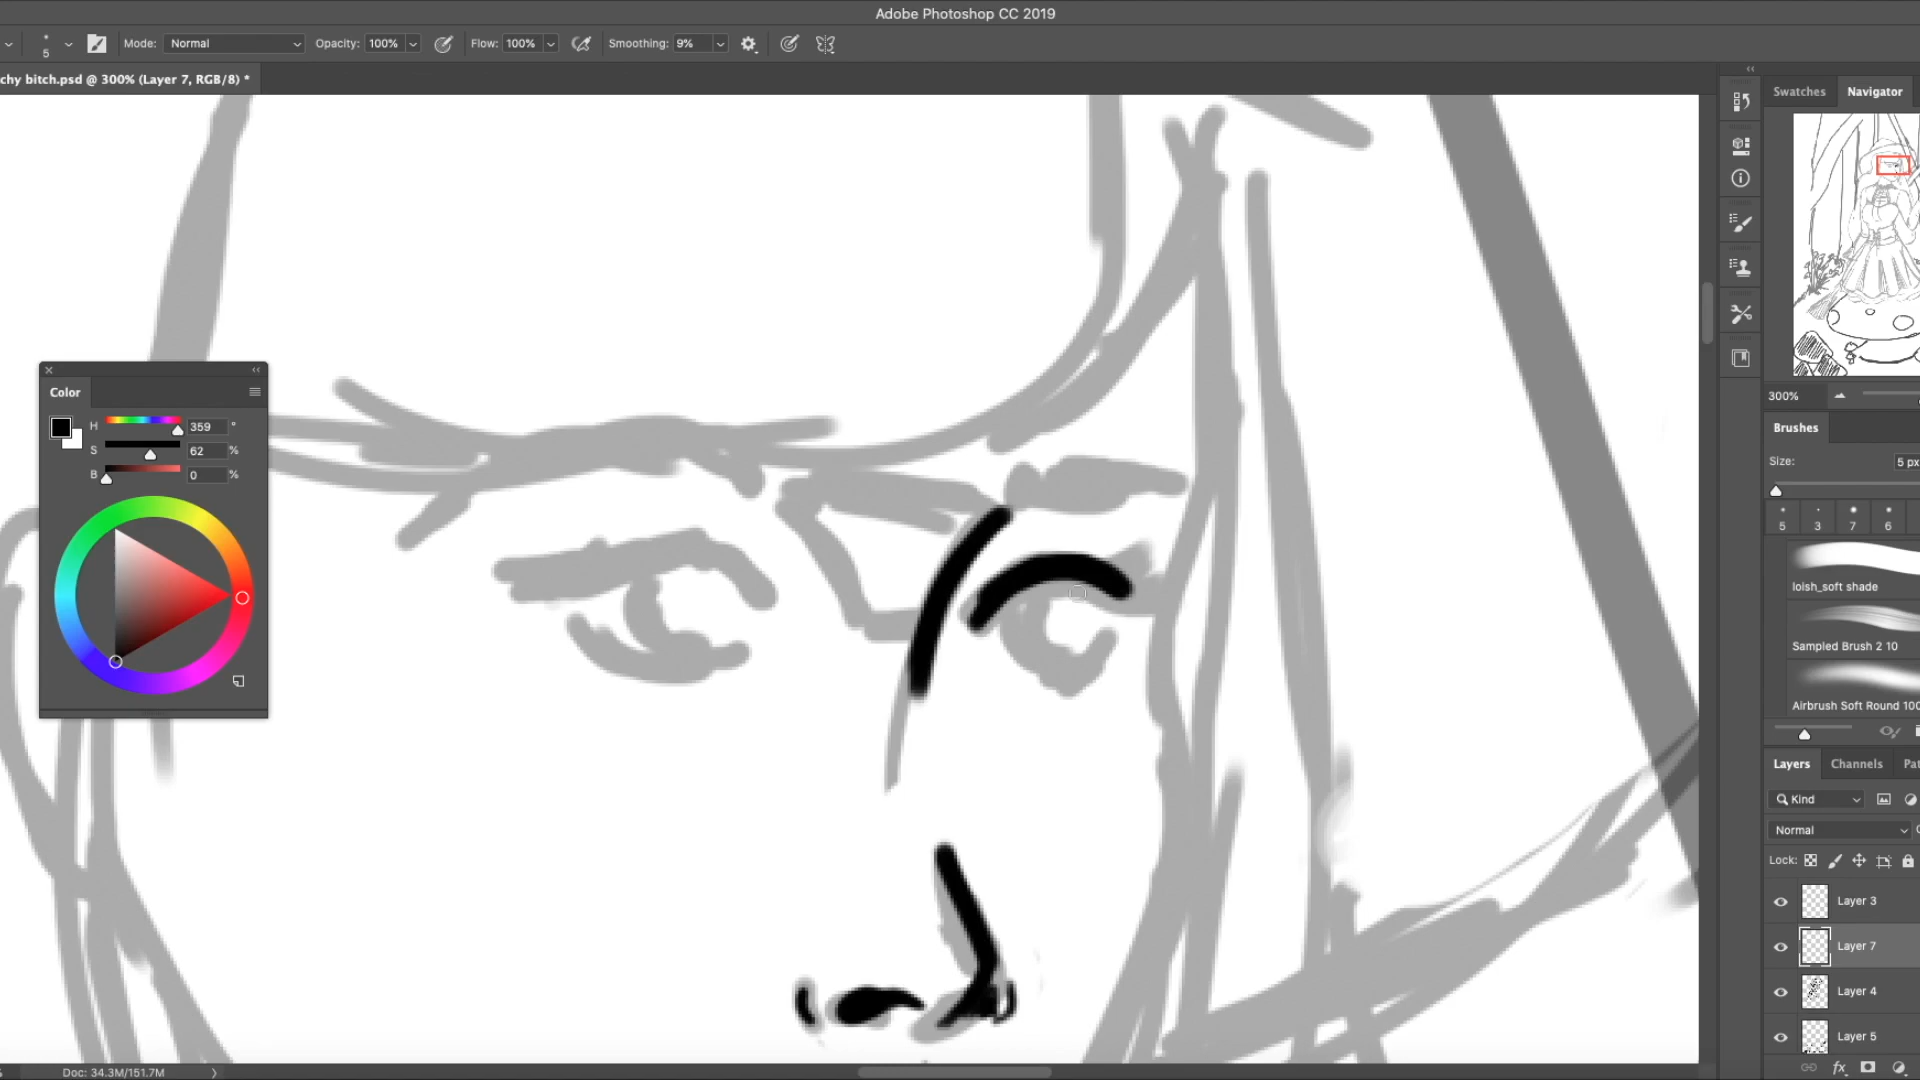 Adobe Photoshop CC 2019
5 Mode: Normal Opacity: 100% Flow: 100% Smoothing: 9%
chy bitch.psd @ 300% (Layer 7, RGB/8) *
Swatches Navigator
300%
Brushes
Size: 5 px
5 3 7 6
loish_soft shade
Sampled Brush 2 10
Airbrush Soft Round 100
Color
H 359 °
S 62 %
B 0 %
Layers Channels Pat
Kind
Normal
Lock:
Layer 3
Layer 7
Layer 4
Layer 5
fx
% Doc: 34.3M/151.7M